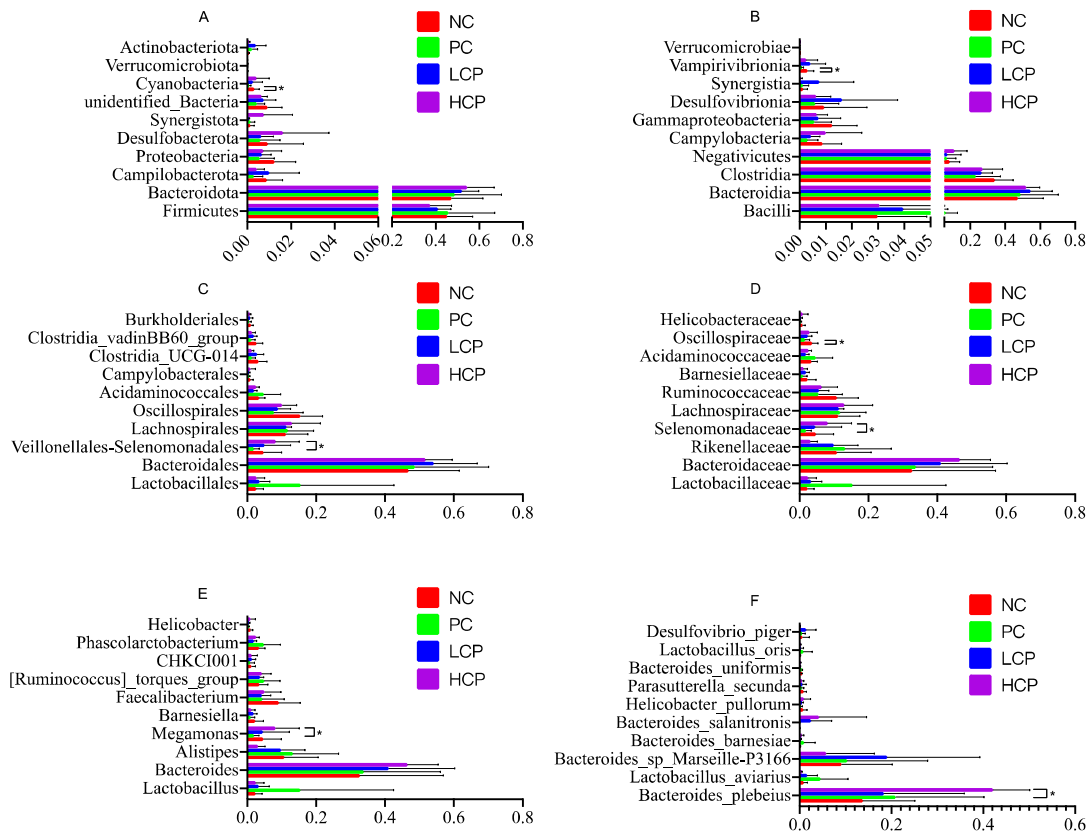 A
NC
PC
LCP
HCP
Actinobacteriota
Verrucomicrobiota
Cyanobacteria
*
unidentified_Bacteria
Synergistota
Desulfobacterota
Proteobacteria
Campilobacterota
Bacteroidota
Firmicutes
0.00 0.02 0.04 0.06 0.2 0.4 0.6 0.8
B
NC
PC
LCP
HCP
Verrucomicrobiae
Vampirivibrionia
*
Synergistia
Desulfovibrionia
Gammaproteobacteria
Campylobacteria
Negativicutes
Clostridia
Bacteroidia
Bacilli
0.00 0.01 0.02 0.03 0.04 0.05 0.2 0.4 0.6 0.8
C
NC
PC
LCP
HCP
Burkholderiales
Clostridia_vadinBB60_group
Clostridia_UCG-014
Campylobacterales
Acidaminococcales
Oscillospirales
Lachnospirales
Veillonellales-Selenomonadales
*
Bacteroidales
Lactobacillales
0.0 0.2 0.4 0.6 0.8
D
NC
PC
LCP
HCP
Helicobacteraceae
Oscillospiraceae
*
Acidaminococcaceae
Barnesiellaceae
Ruminococcaceae
Lachnospiraceae
Selenomonadaceae
*
Rikenellaceae
Bacteroidaceae
Lactobacillaceae
0.0 0.2 0.4 0.6 0.8
E
NC
PC
LCP
HCP
Helicobacter
Phascolarctobacterium
CHKCI001
[Ruminococcus]_torques_group
Faecalibacterium
Barnesiella
Megamonas
*
Alistipes
Bacteroides
Lactobacillus
0.0 0.2 0.4 0.6 0.8
F
NC
PC
LCP
HCP
Desulfovibrio_piger
Lactobacillus_oris
Bacteroides_uniformis
Parasutterella_secunda
Helicobacter_pullorum
Bacteroides_salanitronis
Bacteroides_barnesiae
Bacteroides_sp_Marseille-P3166
Lactobacillus_aviarius
Bacteroides_plebeius
*
0.0 0.2 0.4 0.6